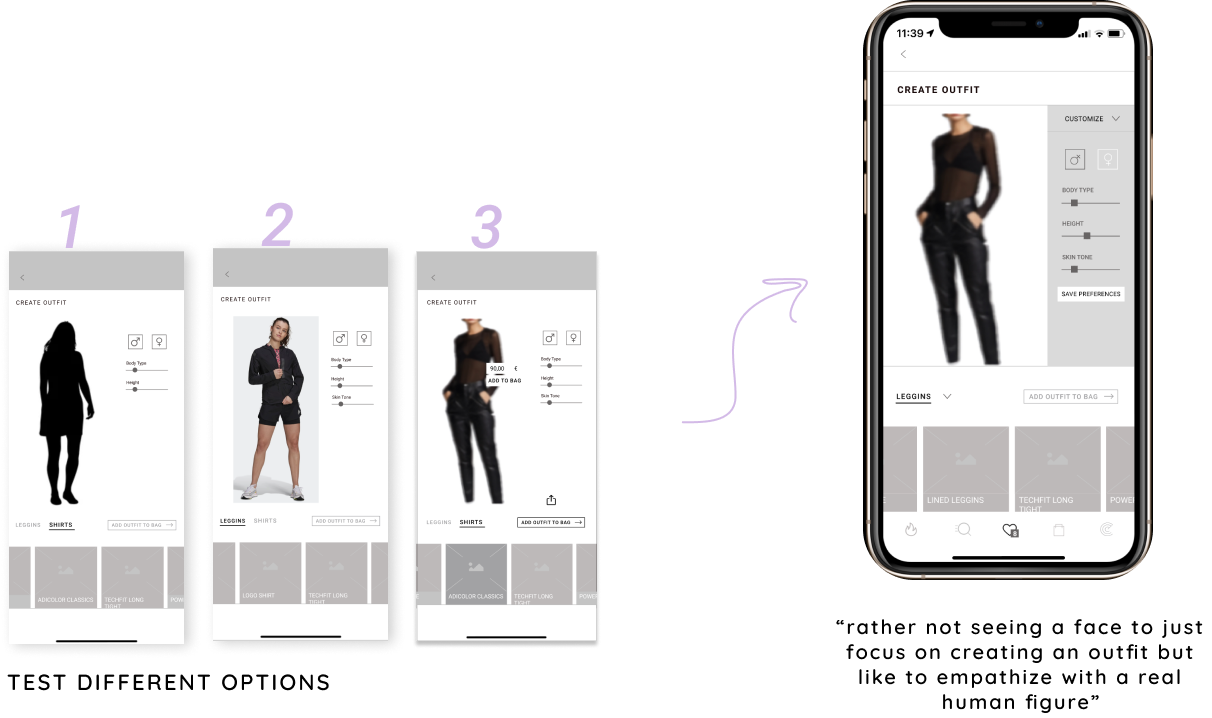 1
CREATE OUTFIT
Body Type
Height
LEGGINS SHIRTS
ADD OUTFIT TO BAG
ADICOLOR CLASSICS
TECHFIT LONG
TIGHT
POWE
2
CREATE OUTFIT
Body Type
Height
Skin Tone
LEGGINS SHIRTS
ADD OUTFIT TO BAG
LOGO SHIRT
TECHFIT LONG
TIGHT
3
CREATE OUTFIT
90,00 £
ADD TO BAG
Body Type
Height
Skin Tone
LEGGINS SHIRTS
ADD OUTFIT TO BAG
ADICOLOR CLASSICS
TECHFIT LONG
TIGHT
POWE
TEST DIFFERENT OPTIONS
11:39
CREATE OUTFIT
CUSTOMIZE
BODY TYPE
HEIGHT
SKIN TONE
SAVE PREFERENCES
LEGGINS
ADD OUTFIT TO BAG
E
LINED LEGGINS
TECHFIT LONG
TIGHT
POWE
“rather not seeing a face to just
focus on creating an outfit but
like to empathize with a real
human figure”